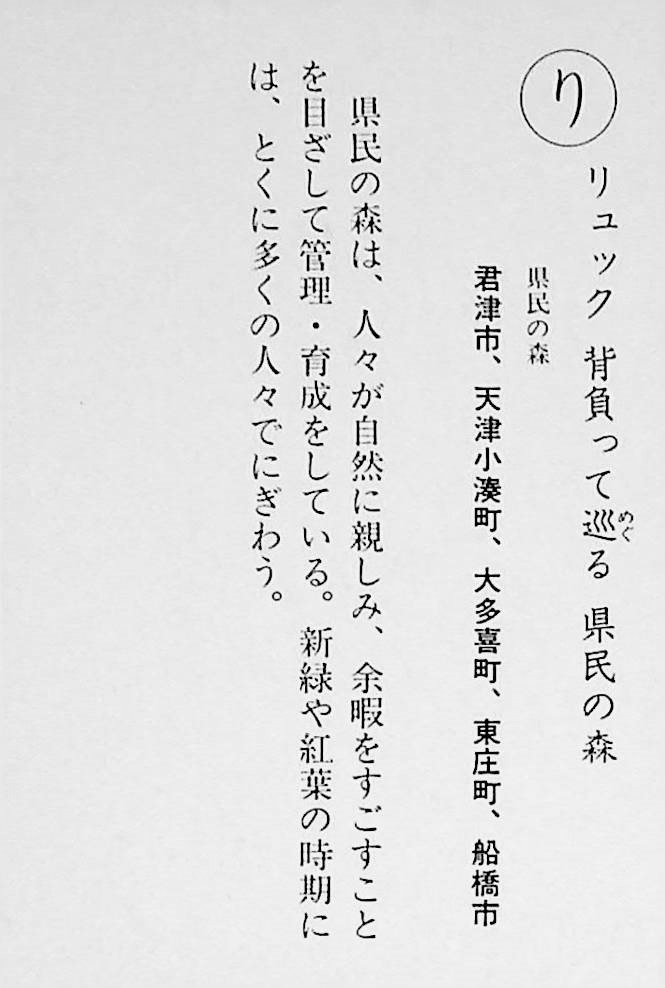 り
リュック 背負って巡る 県民の森
めぐ
県民の森
君津市、天津小湊町、大多喜町、東庄町、船橋市
県民の森は、人々が自然に親しみ、余暇をすごすこと
を目ざして管理・育成をしている。新緑や紅葉の時期に
は、とくに多くの人々でにぎわう。